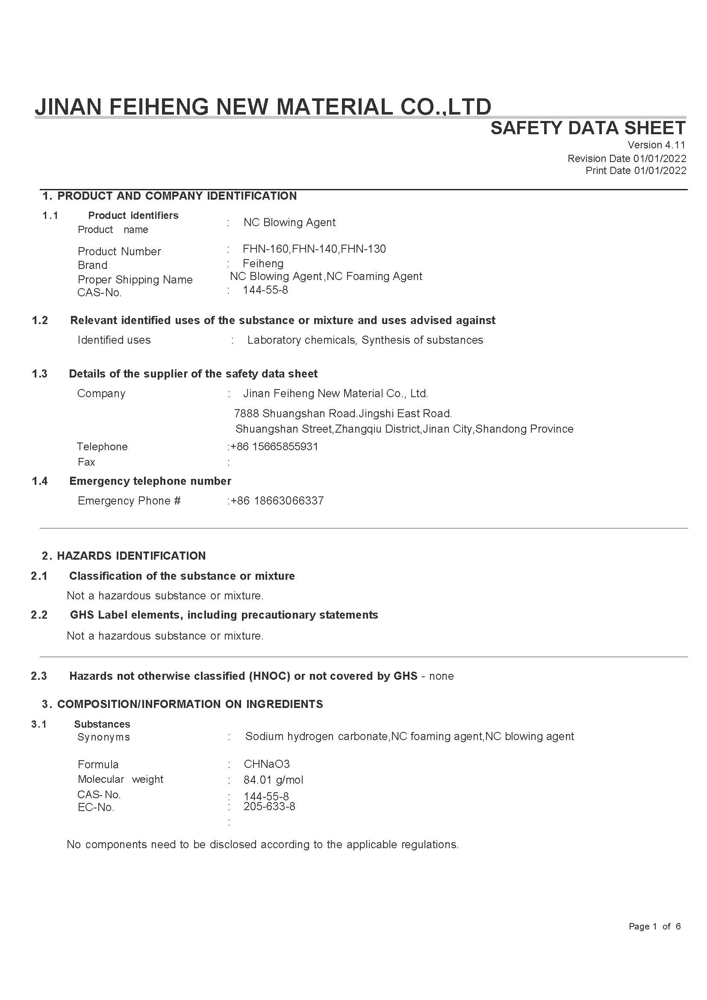 JINAN FEIHENG NEW MATERIAL CO.,LTD
SAFETY DATA SHEET
Version 4.11
Revision Date 01/01/2022
Print Date 01/01/2022
1. PRODUCT AND COMPANY IDENTIFICATION
1.1 Product identifiers
Product name : NC Blowing Agent
Product Number : FHN-160,FHN-140,FHN-130
Brand : Feiheng
Proper Shipping Name NC Blowing Agent,NC Foaming Agent
CAS-No. : 144-55-8
1.2 Relevant identified uses of the substance or mixture and uses advised against
Identified uses : Laboratory chemicals, Synthesis of substances
1.3 Details of the supplier of the safety data sheet
Company : Jinan Feiheng New Material Co., Ltd.
7888 Shuangshan Road.Jingshi East Road.
Shuangshan Street,Zhangqiu District,Jinan City,Shandong Province
Telephone :+86 15665855931
Fax :
1.4 Emergency telephone number
Emergency Phone # :+86 18663066337
2. HAZARDS IDENTIFICATION
2.1 Classification of the substance or mixture
Not a hazardous substance or mixture.
2.2 GHS Label elements, including precautionary statements
Not a hazardous substance or mixture.
2.3 Hazards not otherwise classified (HNOC) or not covered by GHS - none
3. COMPOSITION/INFORMATION ON INGREDIENTS
3.1 Substances
Synonyms : Sodium hydrogen carbonate,NC foaming agent,NC blowing agent
Formula : CHNaO3
Molecular weight : 84.01 g/mol
CAS-No. : 144-55-8
EC-No. : 205-633-8
:
No components need to be disclosed according to the applicable regulations.
Page 1 of 6